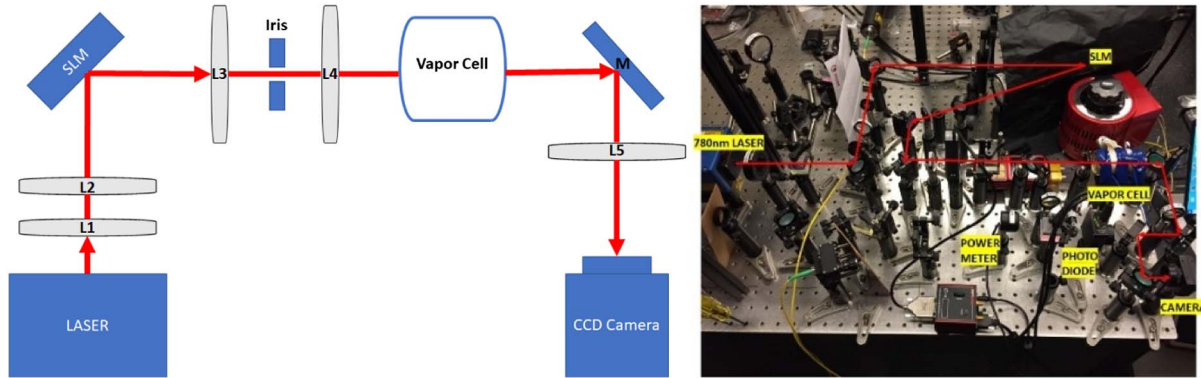 SLM
L3
Iris
L4
Vapor Cell
M
L5
L2
L1
LASER
CCD Camera
SLM
780nm LASER
VAPOR CELL
POWER
METER
PHOTO
DIODE
CAMERA